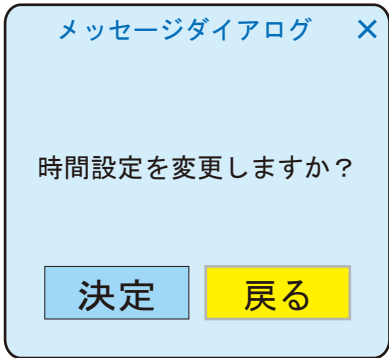 メッセージダイアログ ×
時間設定を変更しますか？
決定 戻る